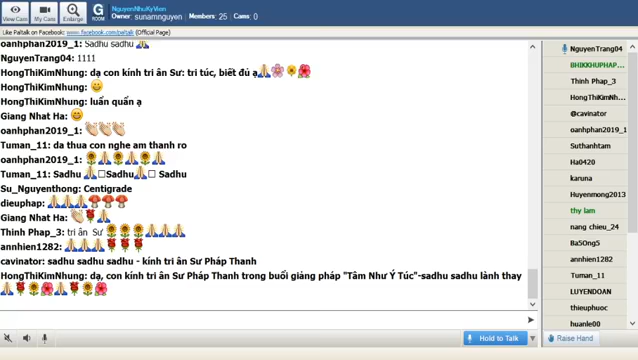 View Cam
My Cam
Enlarge
G
ROOM
NguyenNhuKyVien
Owner: sunamnguyen | Members: 25 | Cams: 0
Like Paltalk on Facebook: www.facebook.com/paltalk (Official Page)
oanhphan2019_1: Sadhu sadhu 🙏
NguyenTrang04: 1111
HongThiKimNhung: dạ con kính tri ân Sư: tri túc, biết đủ ạ🙏🌸🌼🌺
HongThiKimNhung: 😊
HongThiKimNhung: luẩn quẩn ạ
Giang Nhat Ha: 😊
oanhphan2019_1: 👏👏👏
Tuman_11: da thua con nghe am thanh ro
oanhphan2019_1: 🌻🙏🌻🙏🌻🙏
Tuman_11: Sadhu 🙏□Sadhu🙏□ Sadhu
Su_Nguyenthong: Centigrade
dieuphap: 🙏🙏🙏🍄🍄🍄
Giang Nhat Ha: 👏🌹🙏
Thinh Phap_3: tri ân Sư 🌻🌻🌻🙏🙏🙏
annhien1282: 🙏🙏🙏🌹🌹🌹
cavinator: sadhu sadhu sadhu - kính tri ân Sư Pháp Thanh
HongThiKimNhung: dạ, con kính tri ân Sư Pháp Thanh trong buổi giảng pháp "Tâm Như Ý Túc"-sadhu sadhu lành thay
🙏🌹🌻🌺🙏🌹🌻🌺
Hold to Talk
NguyenTrang04
BHIKKHUPHAP...
Thinh Phap_3
HongThiKimNh...
@cavinator
oanhphan2019_1
Suthanhtam
Ha0420
karuna
Huyenmong2013
thy lam
nang chieu_24
Ba5Ong5
annhien1282
Tuman_11
LUYENDOAN
thieuphuoc
huanle00
Raise Hand